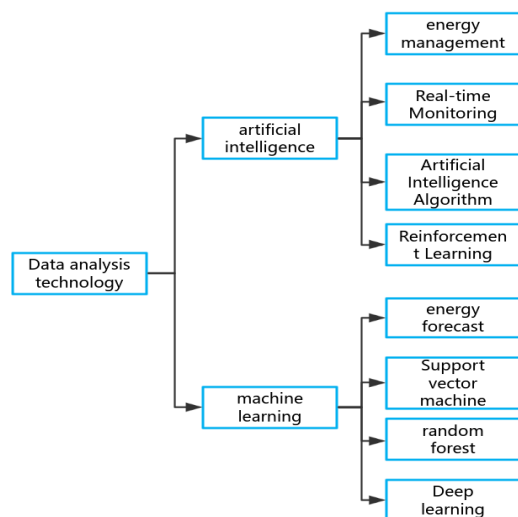 energy
management
Real-time
Monitoring
artificial
intelligence
Artificial
Intelligence
Algorithm
Reinforcemen
t Learning
Data analysis
technology
energy
forecast
Support
vector
machine
machine
learning
random
forest
Deep
learning